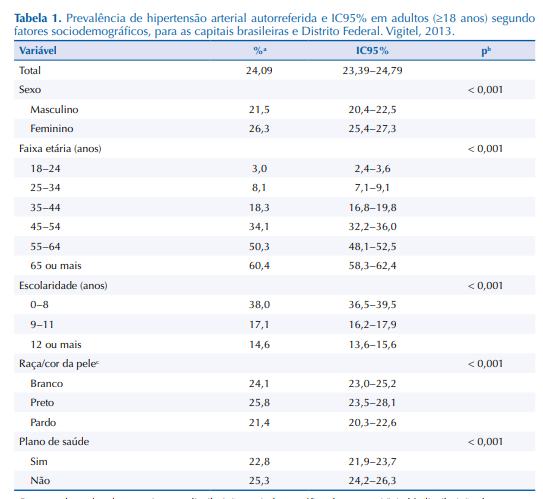 Tabela 1. Prevalência de hipertensão arterial autorreferida e IC95% em adultos (≥18 anos) segundo
fatores sociodemográficos, para as capitais brasileiras e Distrito Federal. Vigitel, 2013.
Variável %ª IC95% pᵇ
Total 24,09 23,39–24,79
Sexo < 0,001
Masculino 21,5 20,4–22,5
Feminino 26,3 25,4–27,3
Faixa etária (anos) < 0,001
18–24 3,0 2,4–3,6
25–34 8,1 7,1–9,1
35–44 18,3 16,8–19,8
45–54 34,1 32,2–36,0
55–64 50,3 48,1–52,5
65 ou mais 60,4 58,3–62,4
Escolaridade (anos) < 0,001
0–8 38,0 36,5–39,5
9–11 17,1 16,2–17,9
12 ou mais 14,6 13,6–15,6
Raça/cor da peleᶜ < 0,001
Branco 24,1 23,0–25,2
Preto 25,8 23,5–28,1
Pardo 21,4 20,3–22,6
Plano de saúde < 0,001
Sim 22,8 21,9–23,7
Não 25,3 24,2–26,3